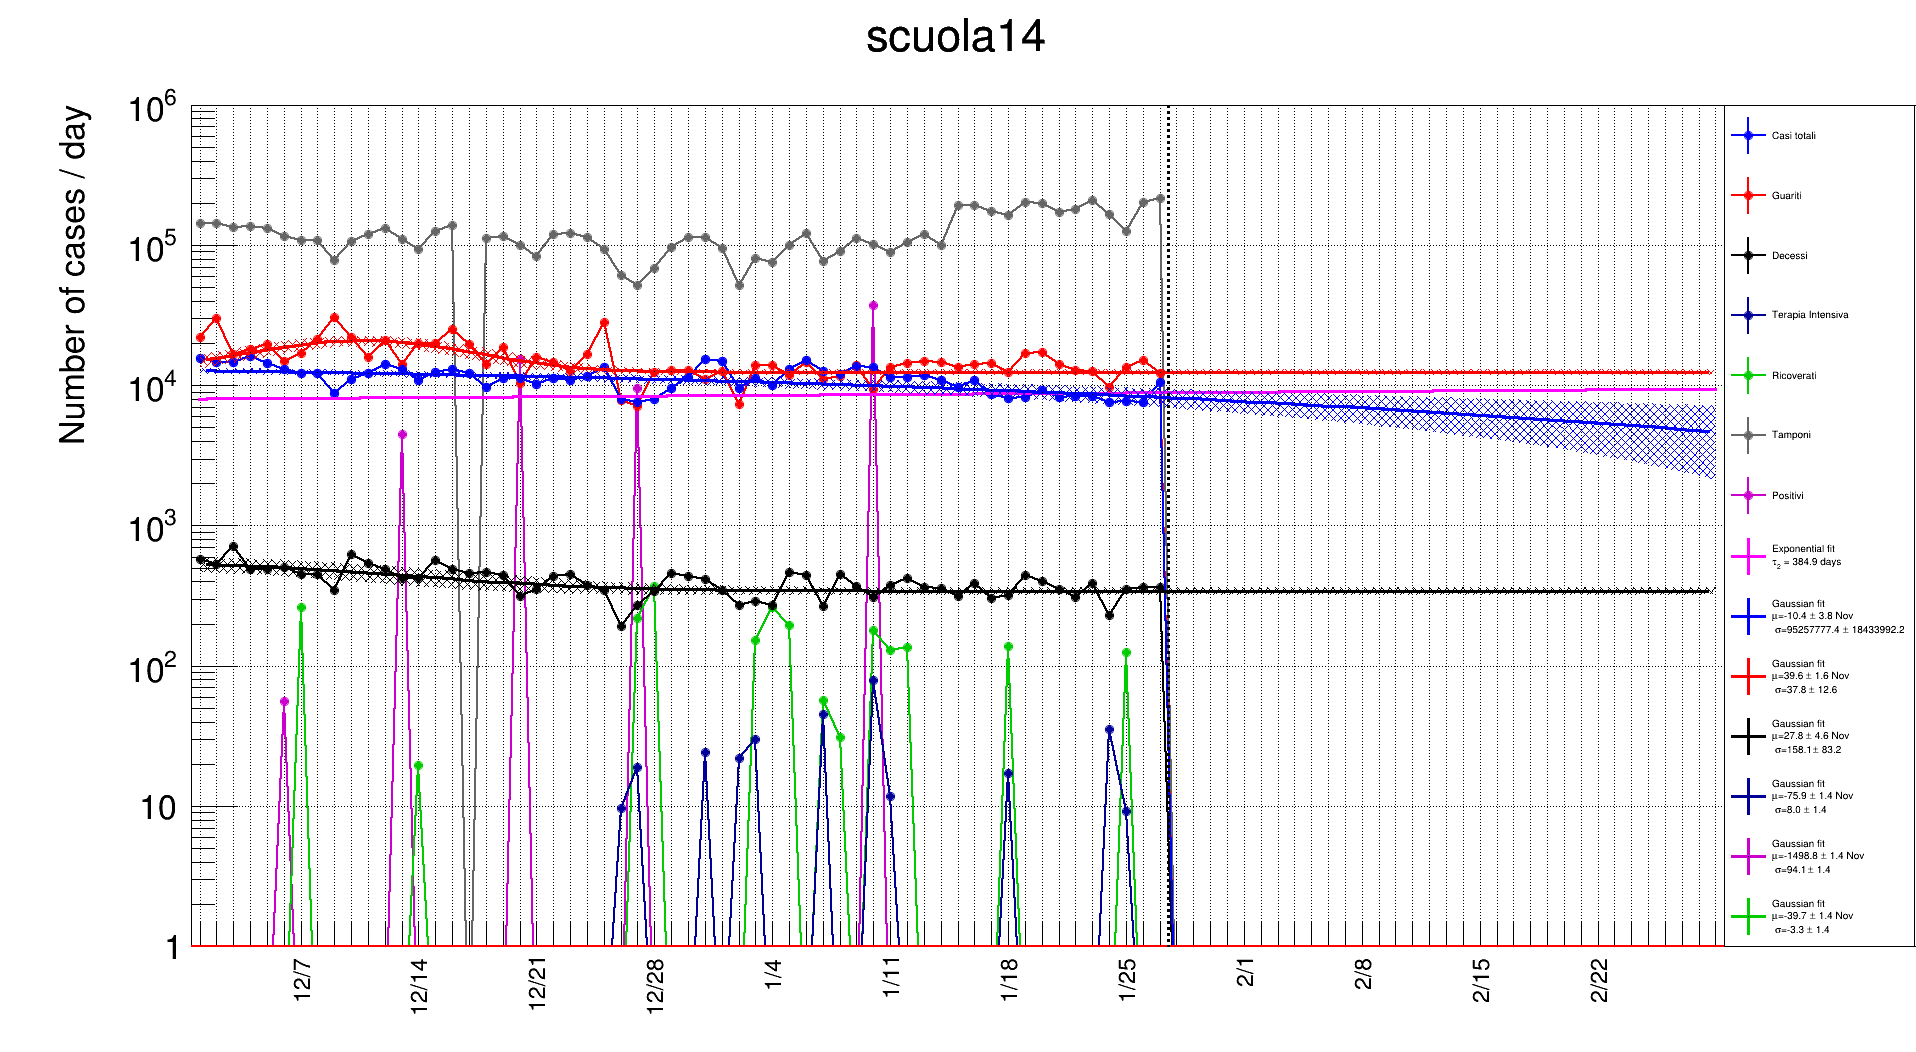 scuola14
Number of cases / day
10^6
10^5
10^4
10^3
10^2
10
1
12/7
12/14
12/21
12/28
1/4
1/11
1/18
1/25
2/1
2/8
2/15
2/22
Casi totali
Guariti
Decessi
Terapia Intensiva
Ricoverati
Tamponi
Positivi
Exponential fit
τ₂ = 384.9 days
Gaussian fit
μ=-10.4 ± 3.8 Nov
σ=95257777.4 ± 18433992.2
Gaussian fit
μ=39.6 ± 1.6 Nov
σ=37.8 ± 12.6
Gaussian fit
μ=27.8 ± 4.6 Nov
σ=158.1 ± 83.2
Gaussian fit
μ=-75.9 ± 1.4 Nov
σ=8.0 ± 1.4
Gaussian fit
μ=-1498.8 ± 1.4 Nov
σ=94.1 ± 1.4
Gaussian fit
μ=-39.7 ± 1.4 Nov
σ=-3.3 ± 1.4